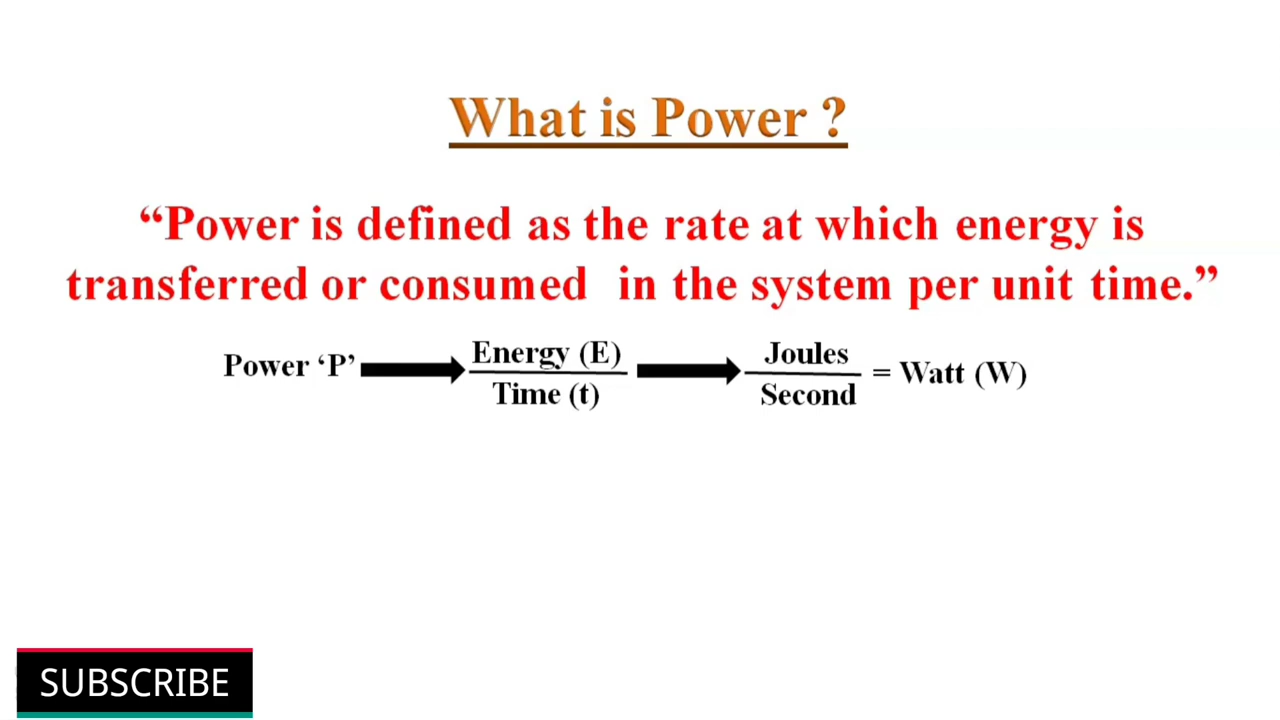 What is Power ?
“Power is defined as the rate at which energy is
transferred or consumed in the system per unit time.”
Power ‘P’ Energy (E) Joules = Watt (W)
Time (t) Second
SUBSCRIBE